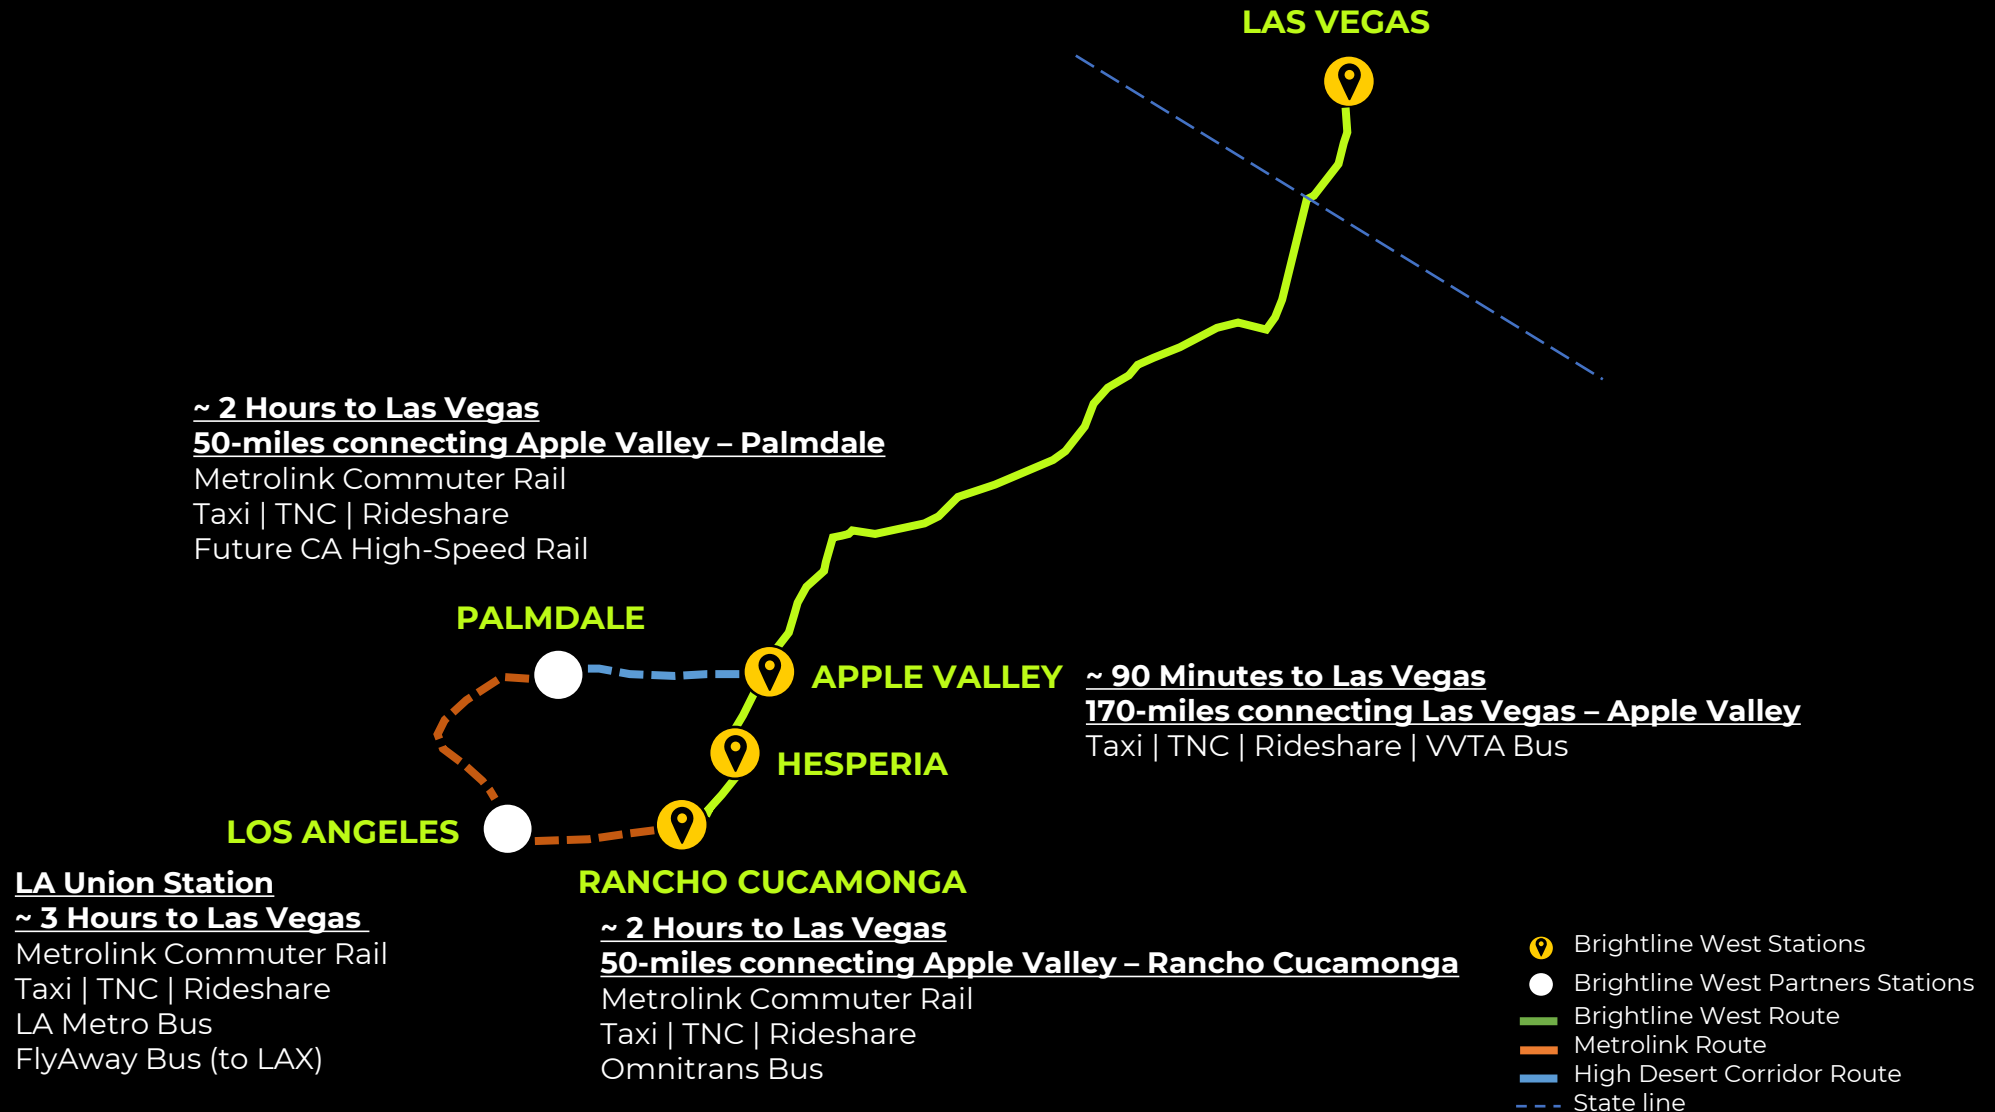 LAS VEGAS
~ 2 Hours to Las Vegas
50-miles connecting Apple Valley – Palmdale
Metrolink Commuter Rail
Taxi | TNC | Rideshare
Future CA High-Speed Rail
PALMDALE
APPLE VALLEY
~ 90 Minutes to Las Vegas
170-miles connecting Las Vegas – Apple Valley
Taxi | TNC | Rideshare | VVTA Bus
HESPERIA
LOS ANGELES
LA Union Station
~ 3 Hours to Las Vegas
Metrolink Commuter Rail
Taxi | TNC | Rideshare
LA Metro Bus
FlyAway Bus (to LAX)
RANCHO CUCAMONGA
~ 2 Hours to Las Vegas
50-miles connecting Apple Valley – Rancho Cucamonga
Metrolink Commuter Rail
Taxi | TNC | Rideshare
Omnitrans Bus
Brightline West Stations
Brightline West Partners Stations
Brightline West Route
Metrolink Route
High Desert Corridor Route
State line